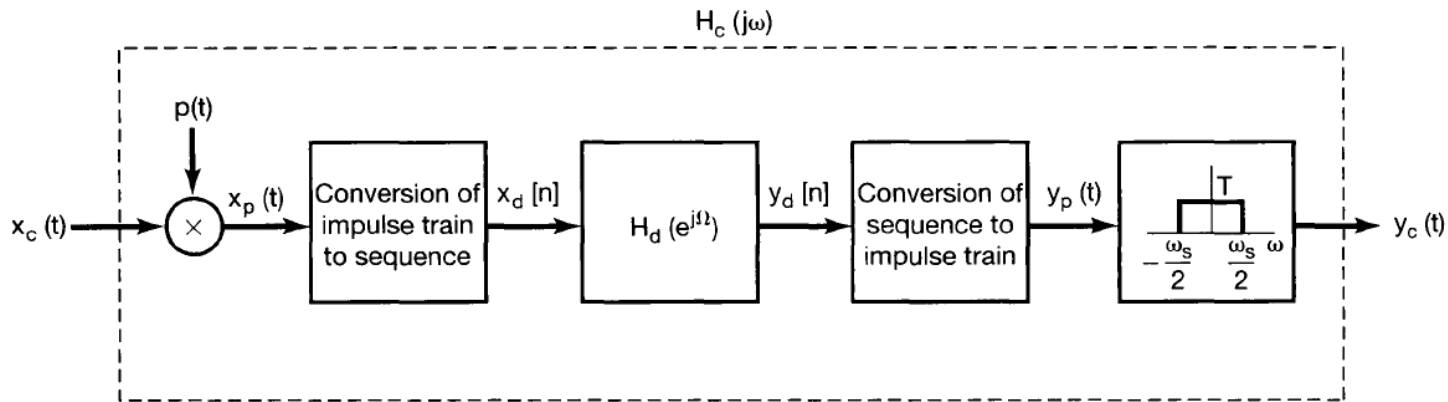 H_c (jω)
p(t)
x_c (t)
×
x_p (t)
Conversion of
impulse train
to sequence
x_d [n]
H_d (e^{jΩ})
y_d [n]
Conversion of
sequence to
impulse train
y_p (t)
T
-ω_s/2 ω_s/2 ω
y_c (t)